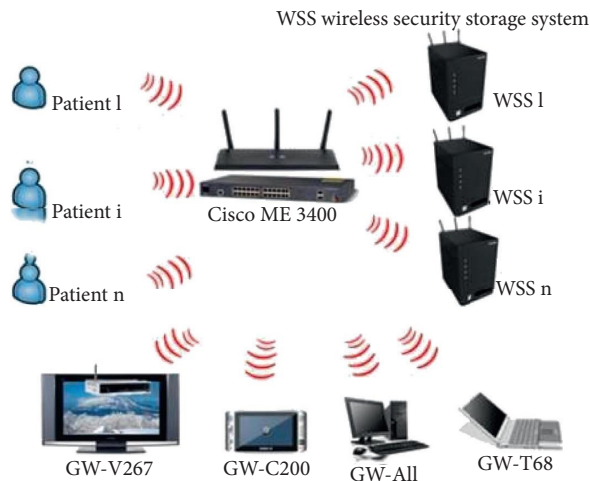 WSS wireless security storage system
Patient l
WSS l
Patient i
Cisco ME 3400
WSS i
Patient n
WSS n
GW-V267
GW-C200
GW-All
GW-T68